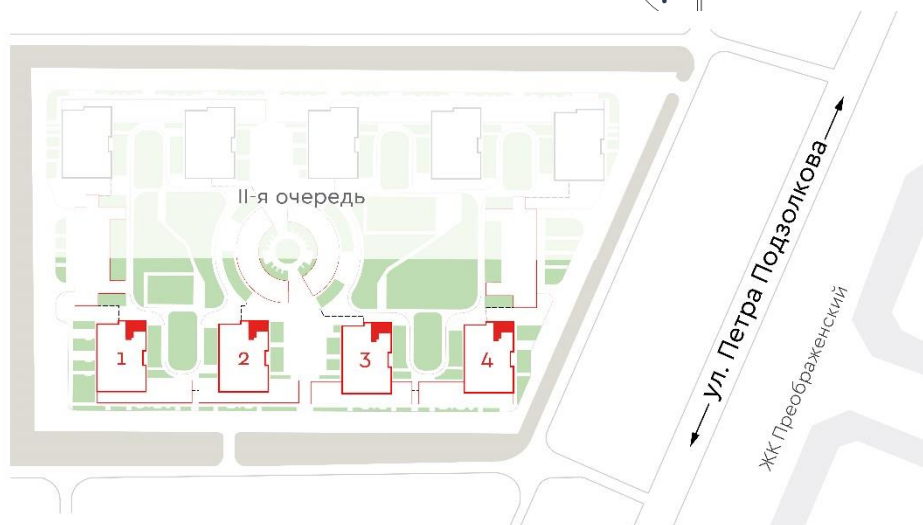 II-я очередь
1
2
3
4
ул. Петра Подзолкова
ЖК Преображенский